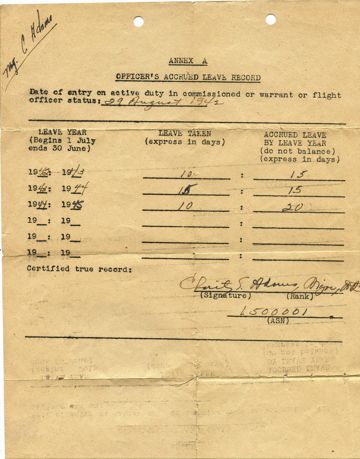 Maj. C Adams
ANNEX A
OFFICER'S ACCRUED LEAVE RECORD
Date of entry on active duty in commissioned or warrant or flight
officer status: 29 August 1942
LEAVE YEAR LEAVE TAKEN ACCRUED LEAVE
(Begins 1 July (express in days) BY LEAVE YEAR
ends 30 June) (do not balance)
(express in days)
1942: 1943 10 : 15
1943: 1944 15 : 15
1944: 1945 10 : 20
19__: 19__ :
19__: 19__ :
19__: 19__ :
Certified true record:
Charity E. Adams, Major,
(Signature) (Rank)
L500001
(ASN)